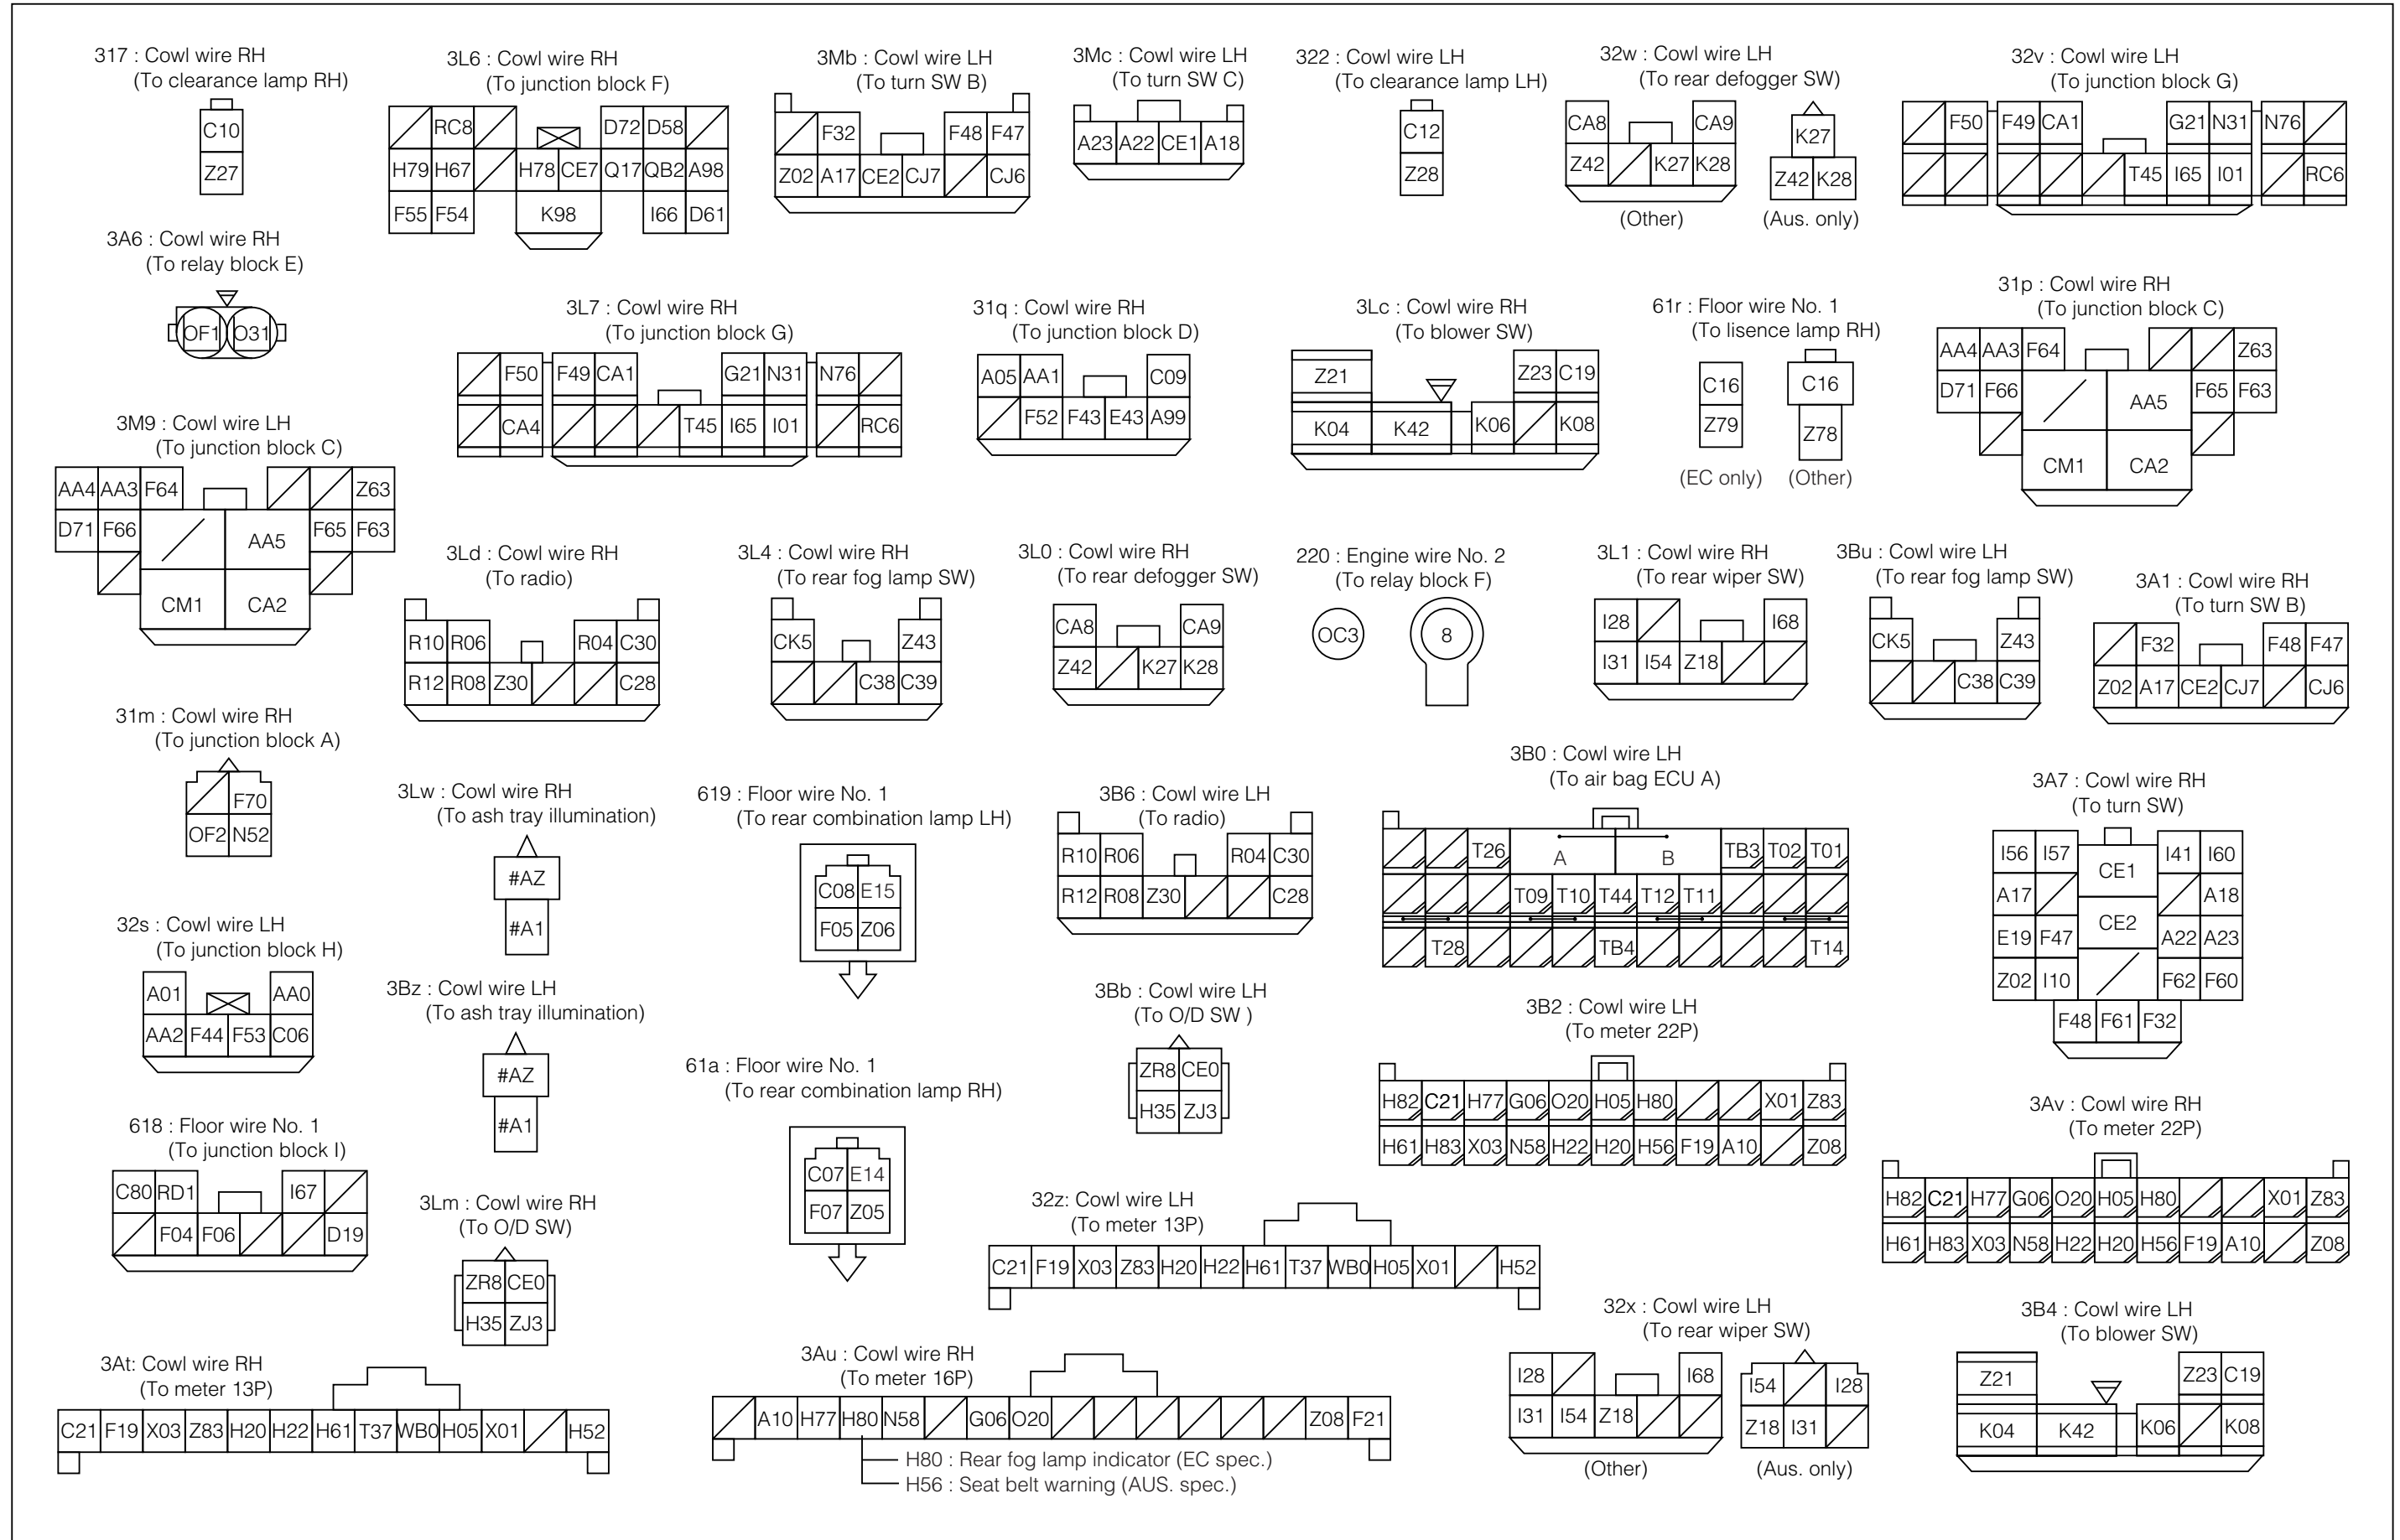 317 : Cowl wire RH
(To clearance lamp RH)
C10
Z27
3L6 : Cowl wire RH
(To junction block F)
RC8 D72 D58
H79 H67 H78 CE7 Q17 QB2 A98
F55 F54 K98 I66 D61
3Mb : Cowl wire LH
(To turn SW B)
F32 F48 F47
Z02 A17 CE2 CJ7 CJ6
3Mc : Cowl wire LH
(To turn SW C)
A23 A22 CE1 A18
322 : Cowl wire LH
(To clearance lamp LH)
C12
Z28
32w : Cowl wire LH
(To rear defogger SW)
CA8 CA9
Z42 K27 K28
(Other)
K27
Z42 K28
(Aus. only)
32v : Cowl wire LH
(To junction block G)
F50 F49 CA1 G21 N31 N76
T45 I65 I01 RC6
3A6 : Cowl wire RH
(To relay block E)
OF1 O31
3L7 : Cowl wire RH
(To junction block G)
F50 F49 CA1 G21 N31 N76
CA4 T45 I65 I01 RC6
31q : Cowl wire RH
(To junction block D)
A05 AA1 C09
F52 F43 E43 A99
3Lc : Cowl wire RH
(To blower SW)
Z21 Z23 C19
K04 K42 K06 K08
61r : Floor wire No. 1
(To lisence lamp RH)
C16
Z79
(EC only)
C16
Z78
(Other)
31p : Cowl wire RH
(To junction block C)
AA4 AA3 F64 Z63
D71 F66 AA5 F65 F63
CM1 CA2
3M9 : Cowl wire LH
(To junction block C)
AA4 AA3 F64 Z63
D71 F66 AA5 F65 F63
CM1 CA2
3Ld : Cowl wire RH
(To radio)
R10 R06 R04 C30
R12 R08 Z30 C28
3L4 : Cowl wire RH
(To rear fog lamp SW)
CK5 Z43
C38 C39
3L0 : Cowl wire RH
(To rear defogger SW)
CA8 CA9
Z42 K27 K28
220 : Engine wire No. 2
(To relay block F)
OC3 8
3L1 : Cowl wire RH
(To rear wiper SW)
I28 I68
I31 I54 Z18
3Bu : Cowl wire LH
(To rear fog lamp SW)
CK5 Z43
C38 C39
3A1 : Cowl wire RH
(To turn SW B)
F32 F48 F47
Z02 A17 CE2 CJ7 CJ6
31m : Cowl wire RH
(To junction block A)
F70
OF2 N52
3Lw : Cowl wire RH
(To ash tray illumination)
#AZ
#A1
619 : Floor wire No. 1
(To rear combination lamp LH)
C08 E15
F05 Z06
3B6 : Cowl wire LH
(To radio)
R10 R06 R04 C30
R12 R08 Z30 C28
3B0 : Cowl wire LH
(To air bag ECU A)
T26 A B TB3 T02 T01
T09 T10 T44 T12 T11
T28 TB4 T14
3A7 : Cowl wire RH
(To turn SW)
I56 I57 CE1 I41 I60
A17 CE2 A18
E19 F47 A22 A23
Z02 I10 F62 F60
F48 F61 F32
32s : Cowl wire LH
(To junction block H)
A01 AA0
AA2 F44 F53 C06
3Bz : Cowl wire LH
(To ash tray illumination)
#AZ
#A1
61a : Floor wire No. 1
(To rear combination lamp RH)
C07 E14
F07 Z05
3Bb : Cowl wire LH
(To O/D SW )
ZR8 CE0
H35 ZJ3
3B2 : Cowl wire LH
(To meter 22P)
H82 C21 H77 G06 O20 H05 H80 X01 Z83
H61 H83 X03 N58 H22 H20 H56 F19 A10 Z08
3Av : Cowl wire RH
(To meter 22P)
H82 C21 H77 G06 O20 H05 H80 X01 Z83
H61 H83 X03 N58 H22 H20 H56 F19 A10 Z08
618 : Floor wire No. 1
(To junction block I)
C80 RD1 I67
F04 F06 D19
3Lm : Cowl wire RH
(To O/D SW)
ZR8 CE0
H35 ZJ3
32z: Cowl wire LH
(To meter 13P)
C21 F19 X03 Z83 H20 H22 H61 T37 WB0 H05 X01 H52
3At: Cowl wire RH
(To meter 13P)
C21 F19 X03 Z83 H20 H22 H61 T37 WB0 H05 X01 H52
3Au : Cowl wire RH
(To meter 16P)
A10 H77 H80 N58 G06 O20 Z08 F21
H80 : Rear fog lamp indicator (EC spec.)
H56 : Seat belt warning (AUS. spec.)
32x : Cowl wire LH
(To rear wiper SW)
I28 I68
I31 I54 Z18
(Other)
I54 I28
Z18 I31
(Aus. only)
3B4 : Cowl wire LH
(To blower SW)
Z21 Z23 C19
K04 K42 K06 K08